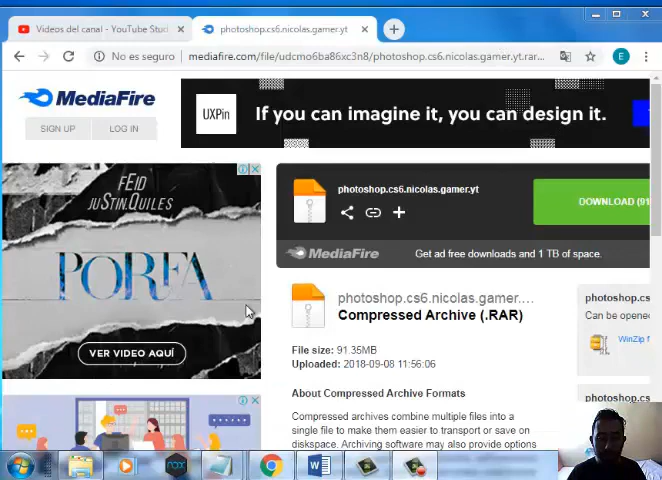 Videos del canal - YouTube Stud
photoshop.cs6.nicolas.gamer.yt
No es seguro
mediafire.com/file/udcmo6ba86xc3n8/photoshop.cs6.nicolas.gamer.yt.rar...
E
MediaFire
SIGN UP
LOG IN
UXPin
If you can imagine it, you can design it.
FEID
JUSTIN QUILES
PORFA
VER VIDEO AQUÍ
photoshop.cs6.nicolas.gamer.yt
DOWNLOAD (91
MediaFire
Get ad free downloads and 1 TB of space.
photoshop.cs6.nicolas.gamer....
Compressed Archive (.RAR)
File size: 91.35MB
Uploaded: 2018-09-08 11:56:06
About Compressed Archive Formats
Compressed archives combine multiple files into a
single file to make them easier to transport or save on
diskspace. Archiving software may also provide options
photoshop.cs
Can be opened
WinZip f
photoshop.cs
nox